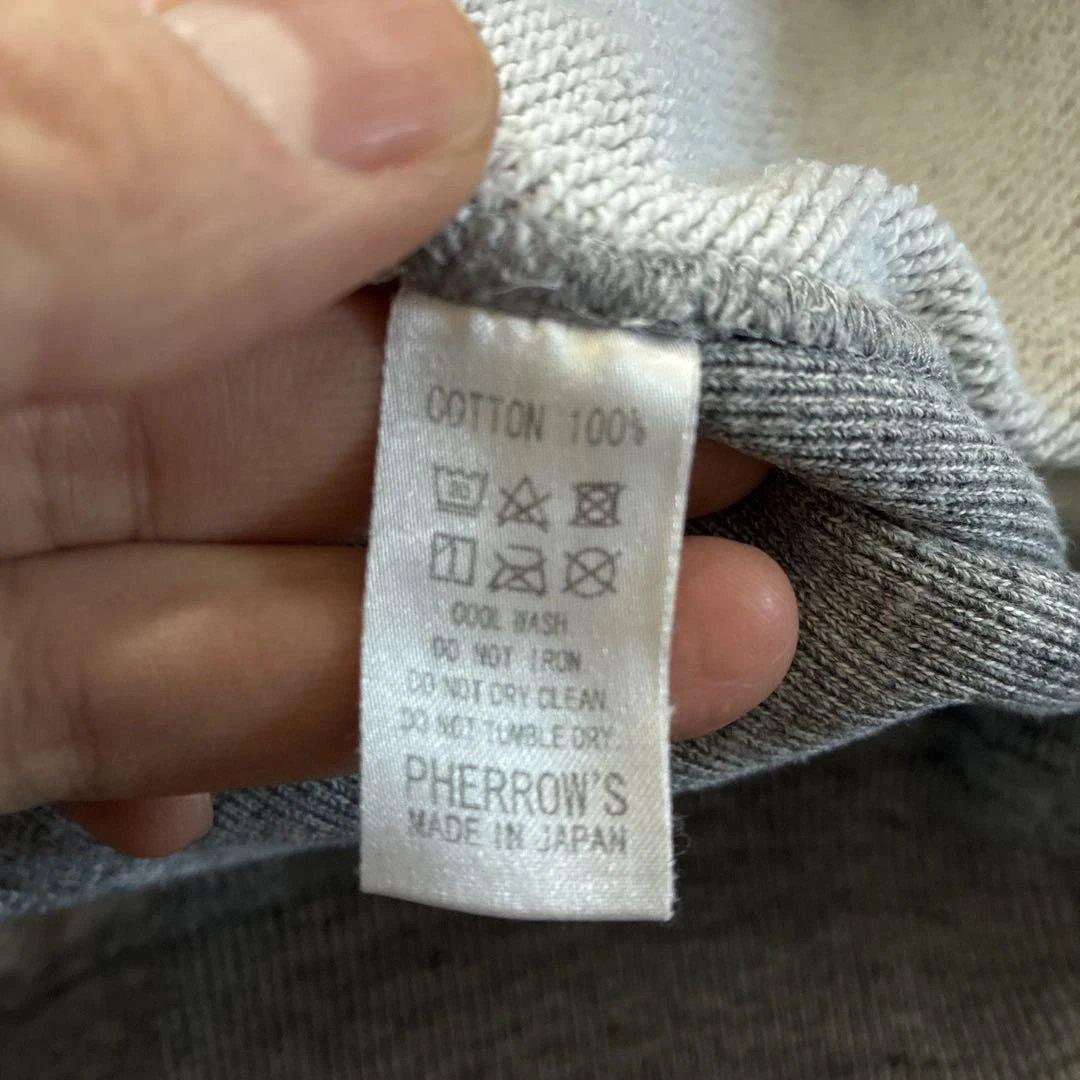 COTTON 100%
COOL WASH
DO NOT IRON
DO NOT DRY CLEAN
DO NOT TUMBLE DRY
PHERROW'S
MADE IN JAPAN